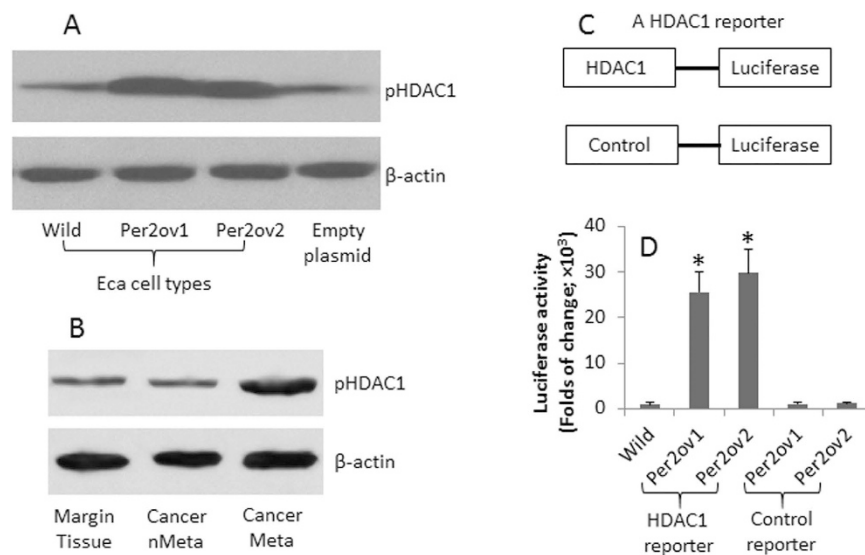 A
pHDAC1
β-actin
Wild Per2ov1 Per2ov2 Empty
plasmid
Eca cell types
B
pHDAC1
β-actin
Margin Cancer Cancer
Tissue nMeta Meta
C A HDAC1 reporter
HDAC1 Luciferase
Control Luciferase
D
Luciferase activity
(Folds of change; ×10³)
40
30
20
10
0
* *
Wild Per2ov1 Per2ov2 Per2ov1 Per2ov2
HDAC1 Control
reporter reporter